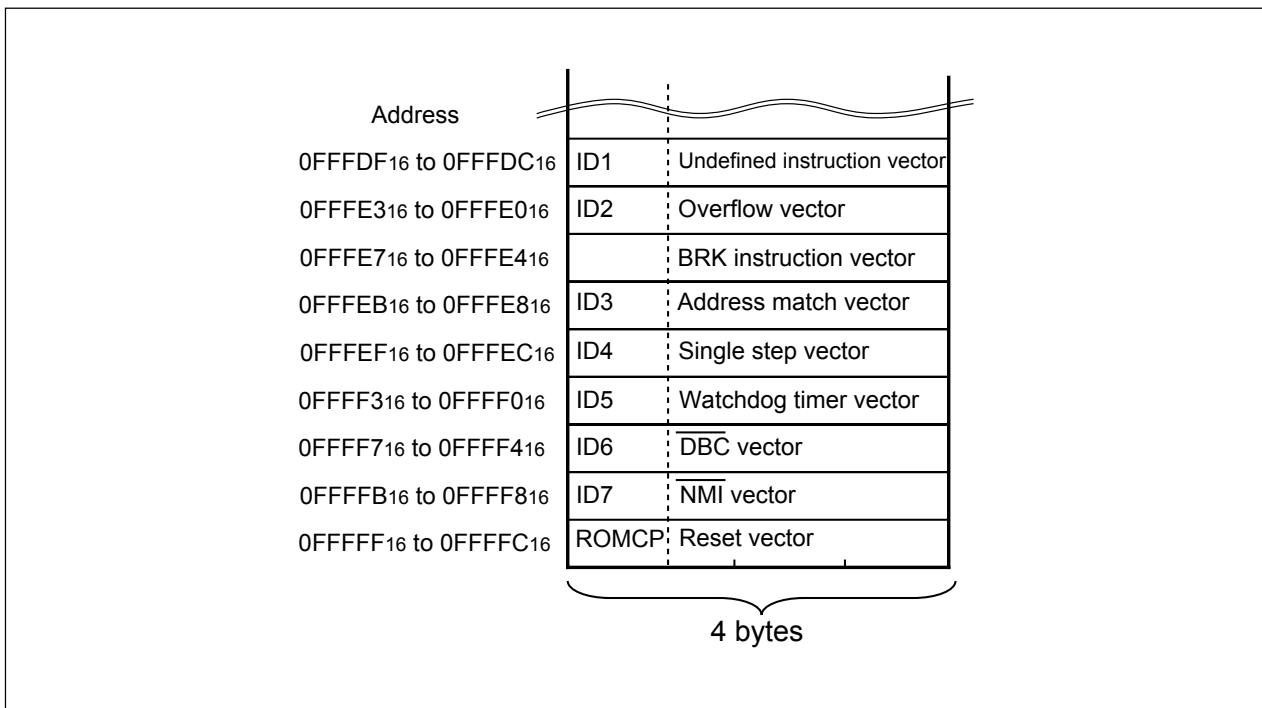 Address
0FFFDF16 to 0FFFDC16 ID1 Undefined instruction vector
0FFFE316 to 0FFFE016 ID2 Overflow vector
0FFFE716 to 0FFFE416 BRK instruction vector
0FFFEB16 to 0FFFE816 ID3 Address match vector
0FFFEF16 to 0FFFEC16 ID4 Single step vector
0FFFF316 to 0FFFF016 ID5 Watchdog timer vector
0FFFF716 to 0FFFF416 ID6 DBC vector
0FFFFB16 to 0FFFF816 ID7 NMI vector
0FFFFF16 to 0FFFFC16 ROMCP Reset vector
4 bytes